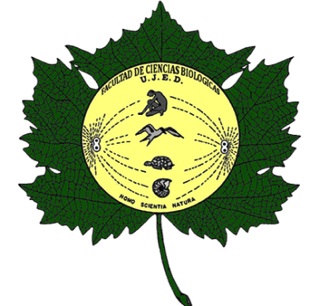 FACULTAD DE CIENCIAS BIOLOGICAS
U.J.E.D.
HOMO SCIENTIA NATURA